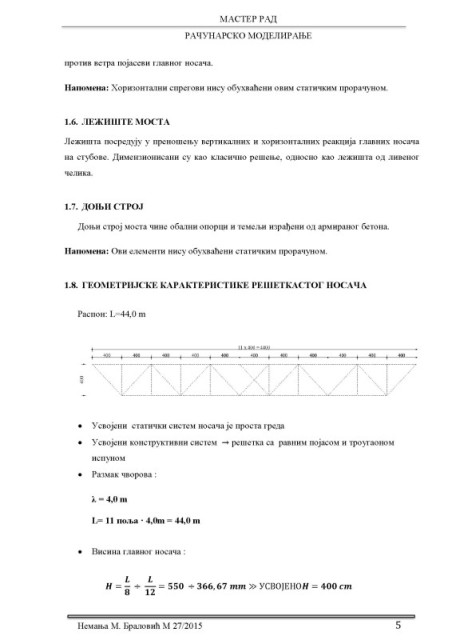 МАСТЕР РАД
РАЧУНАРСКО МОДЕЛИРАЊЕ
против ветра појасеви главног носача.
Напомена: Хоризонтални спрегови нису обухваћени овим статичким прорачуном.
1.6. ЛЕЖИШТЕ МОСТА
Лежишта посредују у преношењу вертикалних и хоризонталних реакција главних носача
на стубове. Димензионисани су као класично решење, односно као лежишта од ливеног
челика.
1.7. ДОЊИ СТРОЈ
Доњи строј моста чине обални опорци и темељи израђени од армираног бетона.
Напомена: Ови елементи нису обухваћени статичким прорачуном.
1.8. ГЕОМЕТРИЈСКЕ КАРАКТЕРИСТИКЕ РЕШЕТКАСТОГ НОСАЧА
Распон: L=44,0 m
11 x 400 = 4400
400 400 400 400 400 400 400 400 400 400 400
400
• Усвојени статички систем носача је проста греда
• Усвојени конструктивни систем → решетка са равним појасом и троугаоном
испуном
• Размак чворова :
λ = 4,0 m
L= 11 поља · 4,0m = 44,0 m
• Висина главног носача :
H = L/8 ÷ L/12 = 550 ÷ 366,67 mm ≫ УСВОЈЕНО H = 400 cm
Немања М. Браловић М 27/2015 5